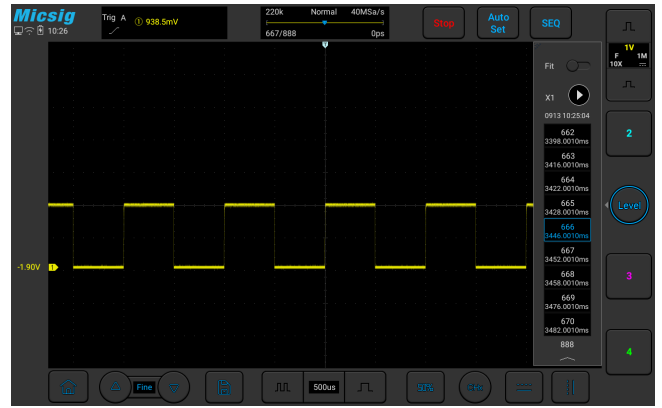 Micsig
10:26
Trig A ① 938.5mV
220k Normal 40MSa/s
667/888 0ps
Stop
Auto
Set
SEQ
1V
F 1M
10X
T
Fit
X1
0913 10:25:04
662
3398.0010ms
663
3416.0010ms
664
3422.0010ms
665
3428.0010ms
666
3446.0010ms
667
3452.0010ms
668
3458.0010ms
669
3476.0010ms
670
3482.0010ms
888
2
Level
3
4
-1.90V
1
Fine
500us
50%